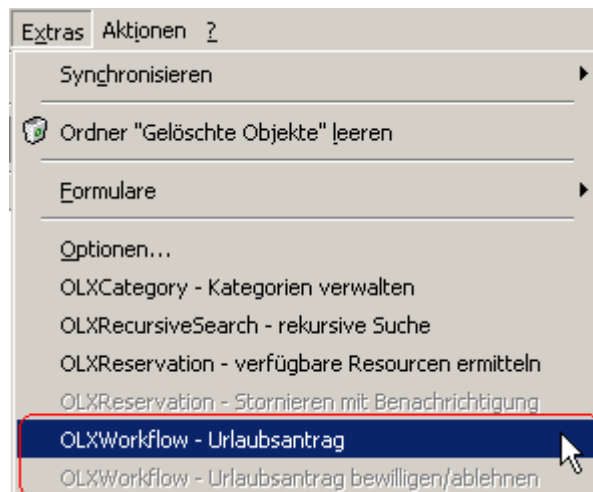 Extras Aktionen ?
Synchronisieren
Ordner "Gelöschte Objekte" leeren
Formulare
Optionen...
OLXCategory - Kategorien verwalten
OLXRecursiveSearch - rekursive Suche
OLXReservation - verfügbare Resourcen ermitteln
OLXReservation - Stornieren mit Benachrichtigung
OLXWorkflow - Urlaubsantrag
OLXWorkflow - Urlaubsantrag bewilligen/ablehnen